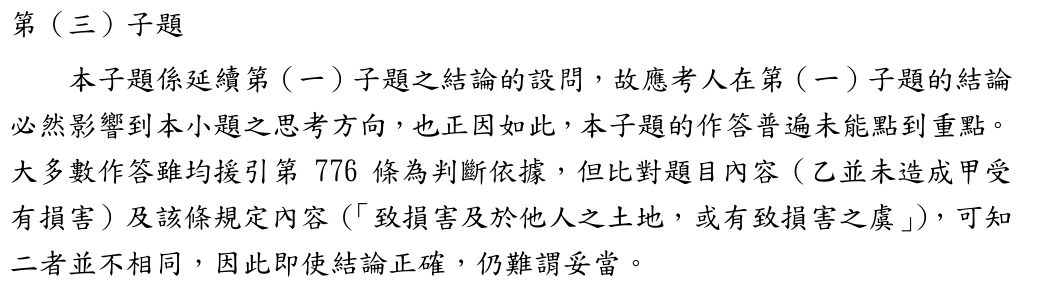 第（三）子題
本子題係延續第（一）子題之結論的設問，故應考人在第（一）子題的結論
必然影響到本小題之思考方向，也正因如此，本子題的作答普遍未能點到重點。
大多數作答雖均援引第 776 條為判斷依據，但比對題目內容（乙並未造成甲受
有損害）及該條規定內容（「致損害及於他人之土地，或有致損害之虞」），可知
二者並不相同，因此即使結論正確，仍難謂妥當。